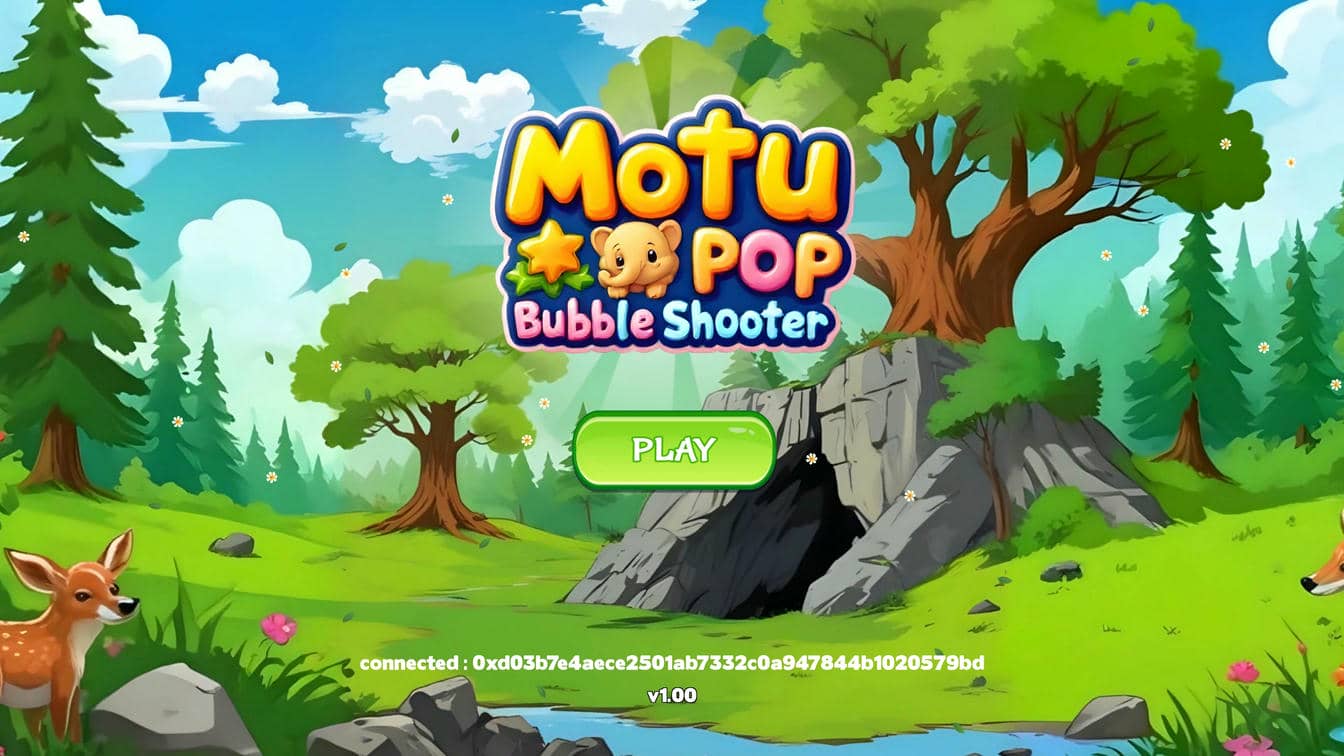 Motu
POP
Bubble Shooter
PLAY
connected : 0xd03b7e4aece2501ab7332c0a947844b1020579bd
v1.00